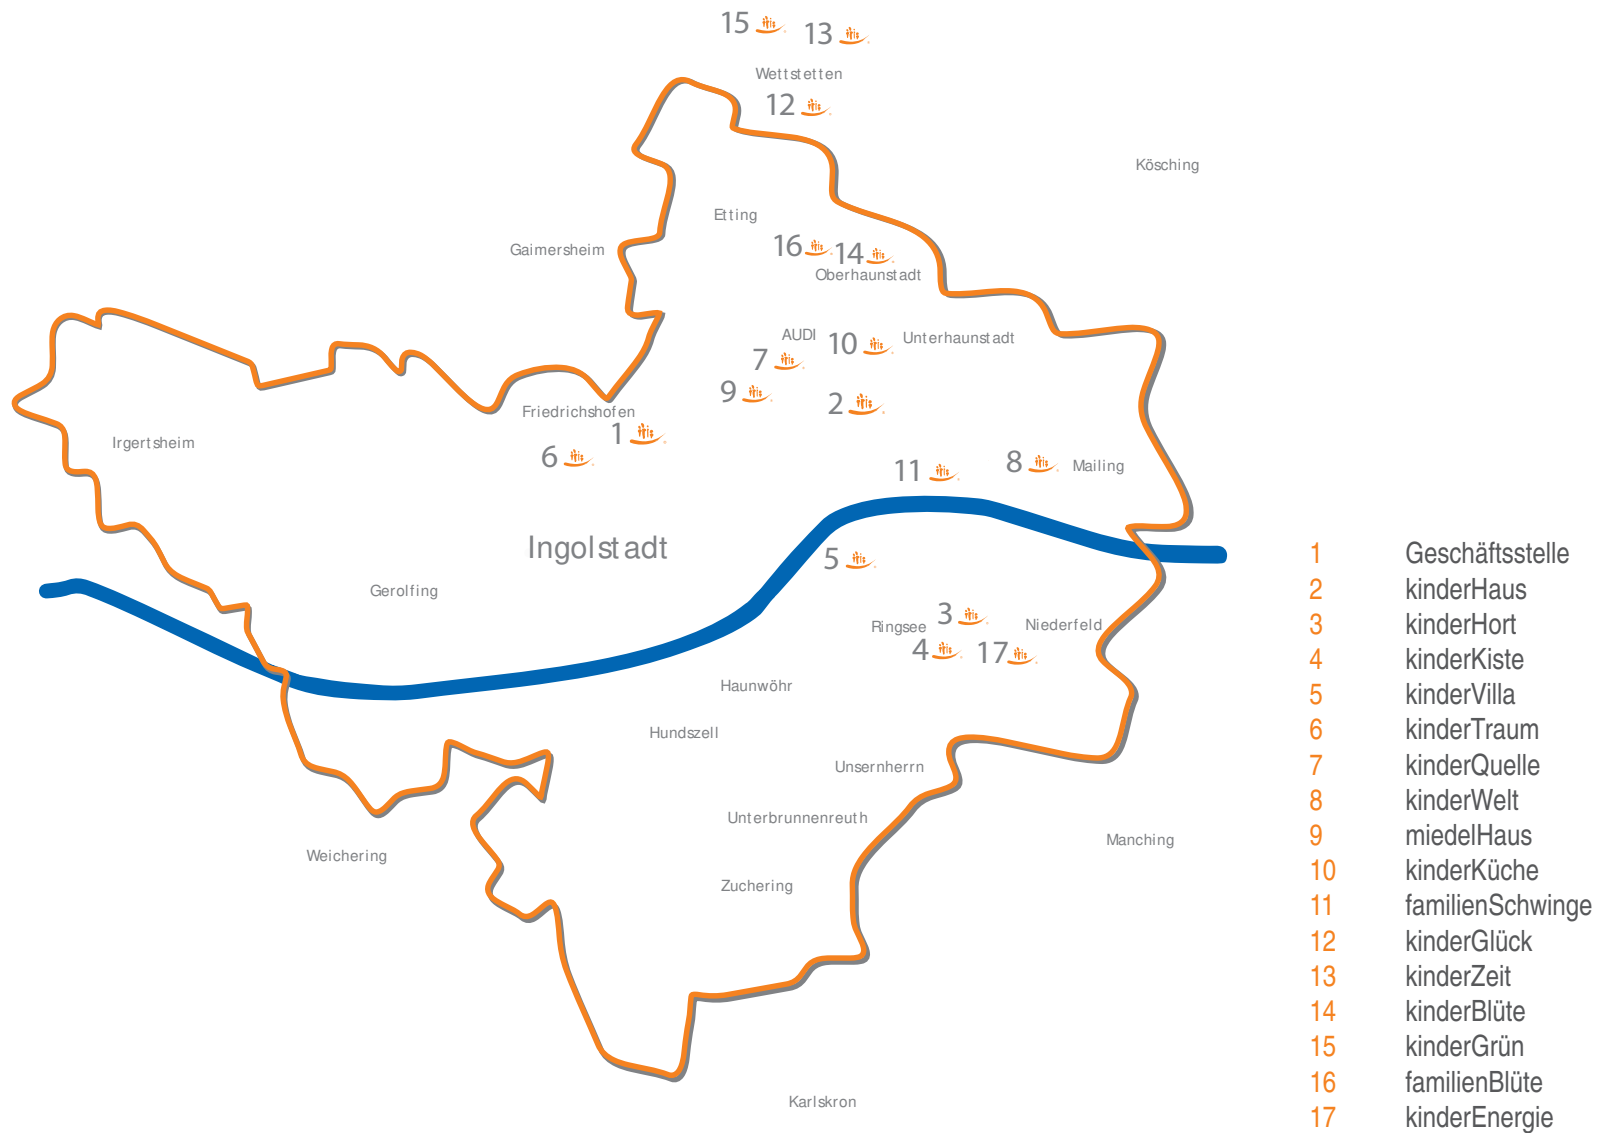 15 13
Wettstetten
12
Kösching
Etting
Gaimersheim
16 14
Oberhaunstadt
AUDI 10 Unterhaunstadt
7
9 2
Friedrichshofen
1
Irgertsheim
6
11 8 Mailing
Ingolstadt
5
Gerolfing
3
Ringsee Niederfeld
4 17
Haunwöhr
Hundszell
Unsernherrn
Unterbrunnenreuth
Manching
Weichering
Zuchering
Karlskron
1 Geschäftsstelle
2 kinderHaus
3 kinderHort
4 kinderKiste
5 kinderVilla
6 kinderTraum
7 kinderQuelle
8 kinderWelt
9 miedelHaus
10 kinderKüche
11 familienSchwinge
12 kinderGlück
13 kinderZeit
14 kinderBlüte
15 kinderGrün
16 familienBlüte
17 kinderEnergie